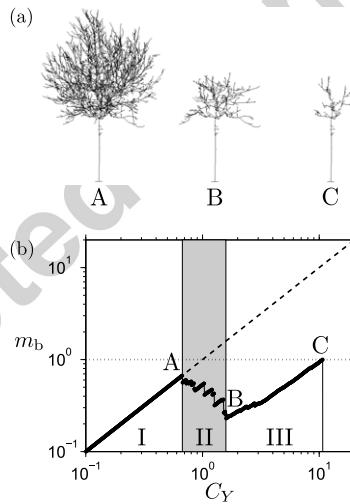 (a)
A B C
(b)
10¹
m_b
10⁰
10⁻¹
A B C
I II III
10⁻¹ 10⁰ 10¹
C_Y